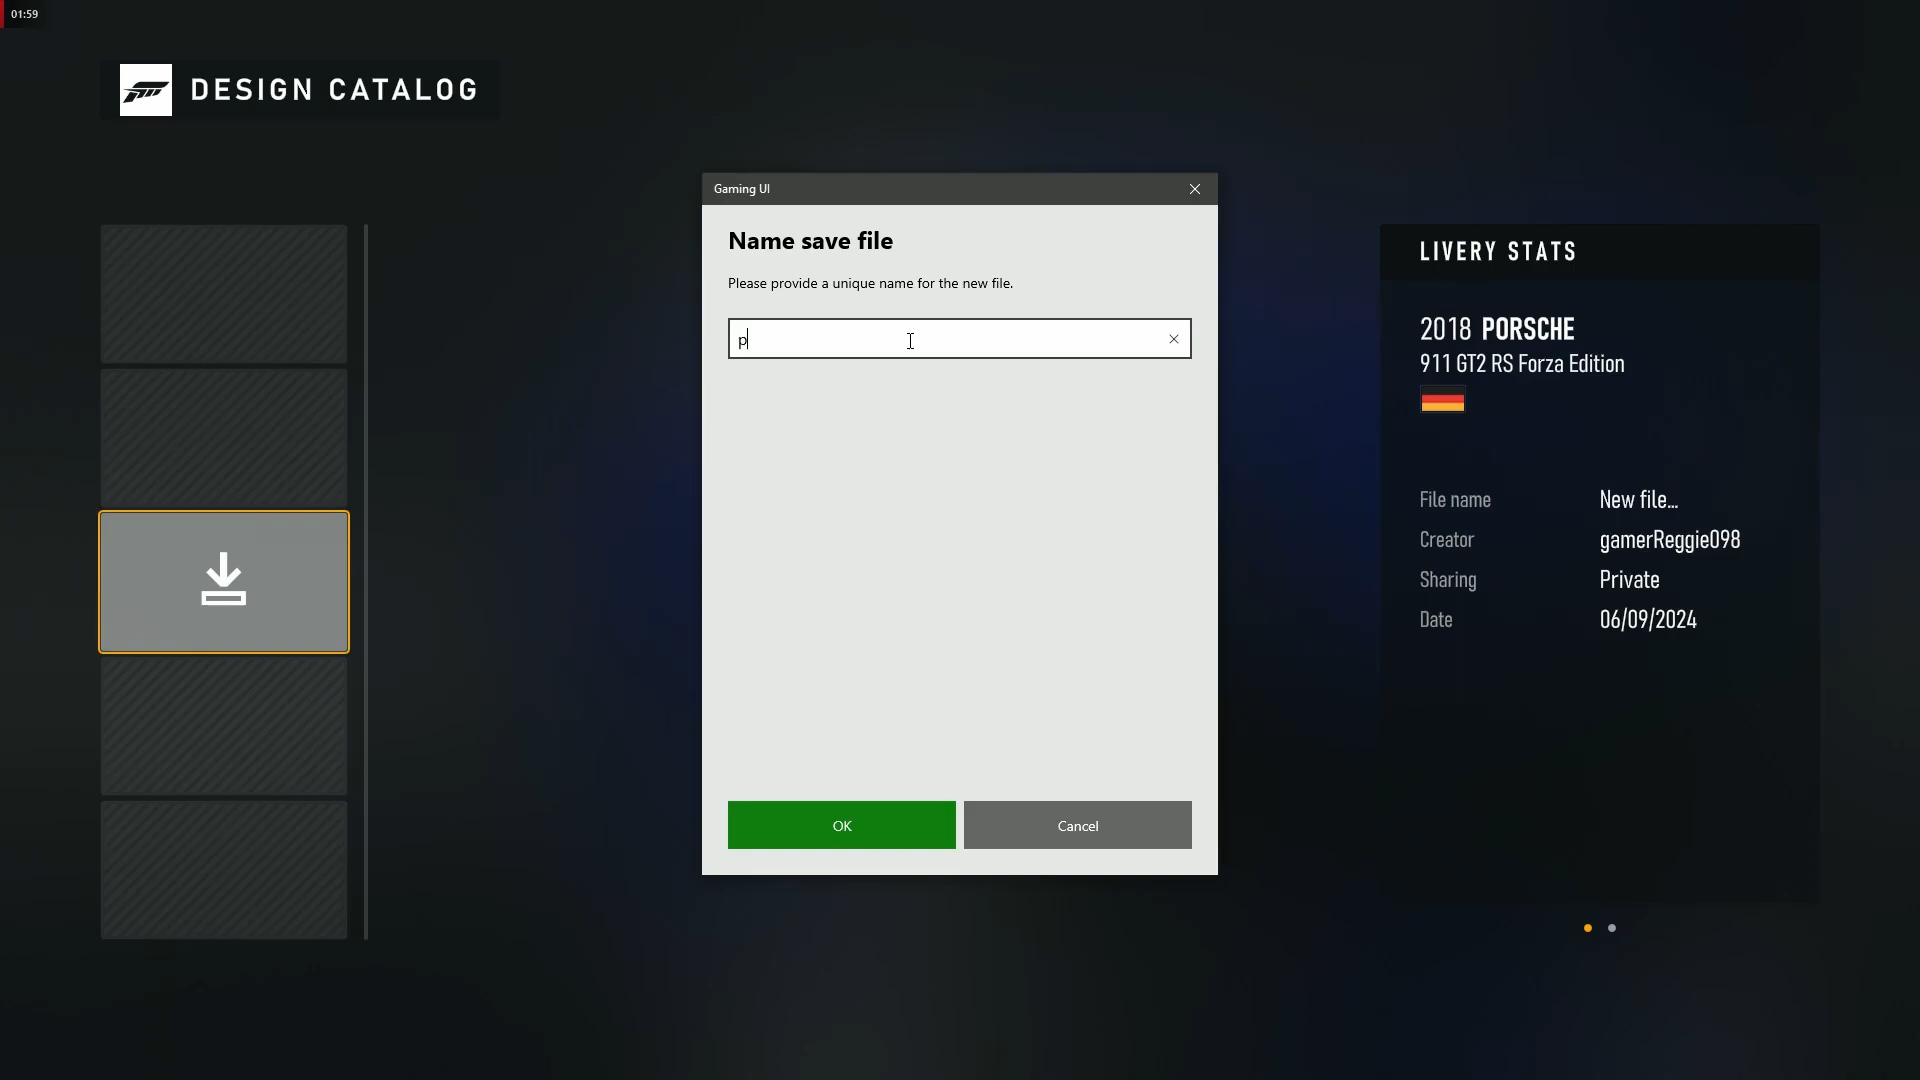 01:59
DESIGN CATALOG
Gaming UI
Name save file
Please provide a unique name for the new file.
p
OK
Cancel
LIVERY STATS
2018 PORSCHE
911 GT2 RS Forza Edition
File name New file...
Creator gamerReggie098
Sharing Private
Date 06/09/2024